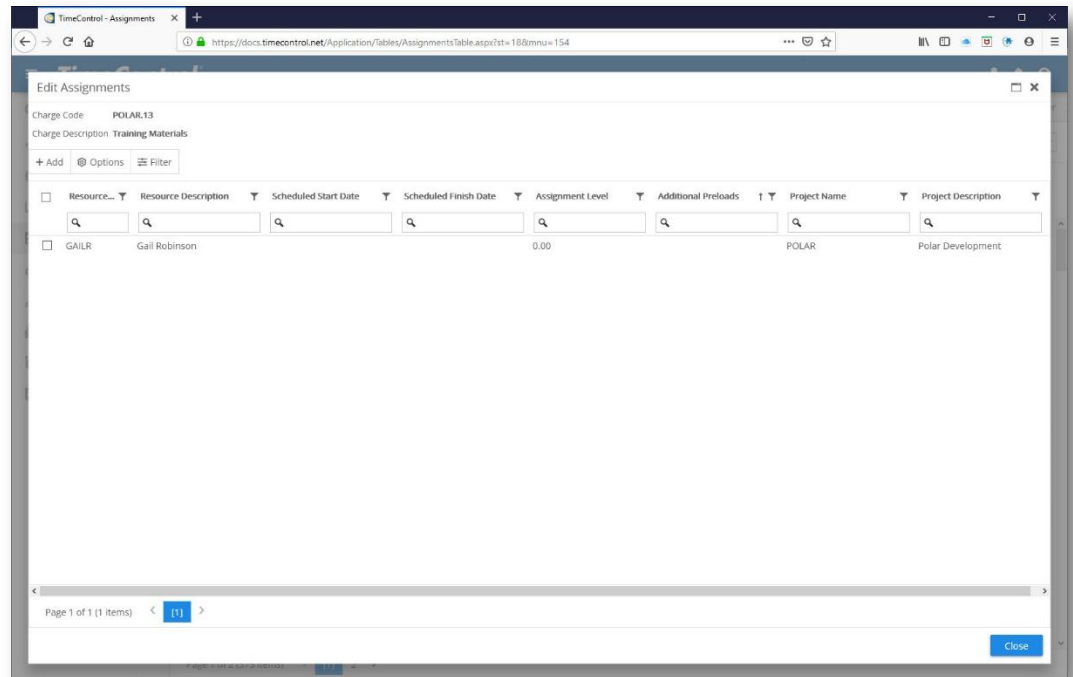 TimeControl - Assignments
https://docs.timecontrol.net/Application/Tables/AssignmentsTable.aspx?st=18&mnu=154
Edit Assignments
Charge Code POLAR.13
Charge Description Training Materials
+ Add Options Filter
Resource... Resource Description Scheduled Start Date Scheduled Finish Date Assignment Level Additional Preloads Project Name Project Description
GAILR Gail Robinson 0.00 POLAR Polar Development
Page 1 of 1 (1 items) [1]
Close